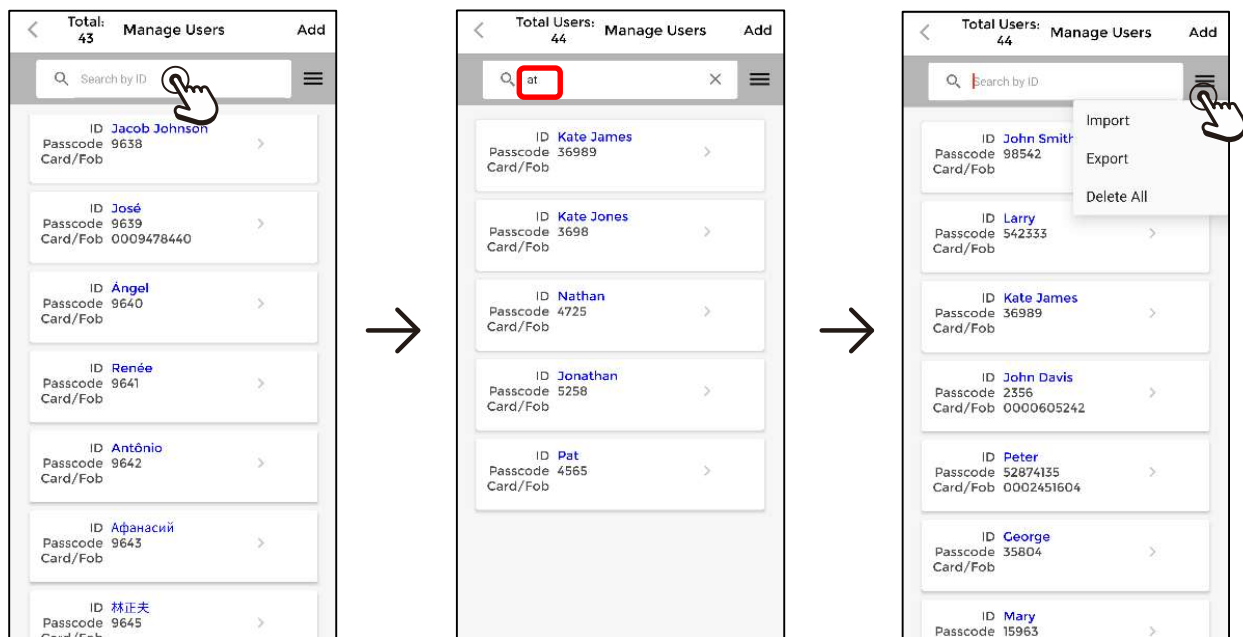 Total:
43
Manage Users
Add
Search by ID
ID Jacob Johnson
Passcode 9638
Card/Fob
ID José
Passcode 9639
Card/Fob 0009478440
ID Ángel
Passcode 9640
Card/Fob
ID Renée
Passcode 9641
Card/Fob
ID Antônio
Passcode 9642
Card/Fob
ID Афанасий
Passcode 9643
Card/Fob
ID 林正夫
Passcode 9645
Card/Fob
Total Users:
44
Manage Users
Add
at
ID Kate James
Passcode 36989
Card/Fob
ID Kate Jones
Passcode 3698
Card/Fob
ID Nathan
Passcode 4725
Card/Fob
ID Jonathan
Passcode 5258
Card/Fob
ID Pat
Passcode 4565
Card/Fob
Total Users:
44
Manage Users
Add
Search by ID
Import
Export
Delete All
ID John Smith
Passcode 98542
Card/Fob
ID Larry
Passcode 542333
Card/Fob
ID Kate James
Passcode 36989
Card/Fob
ID John Davis
Passcode 2356
Card/Fob 0000605242
ID Peter
Passcode 52874135
Card/Fob 0002451604
ID George
Passcode 35804
Card/Fob
ID Mary
Passcode 15963